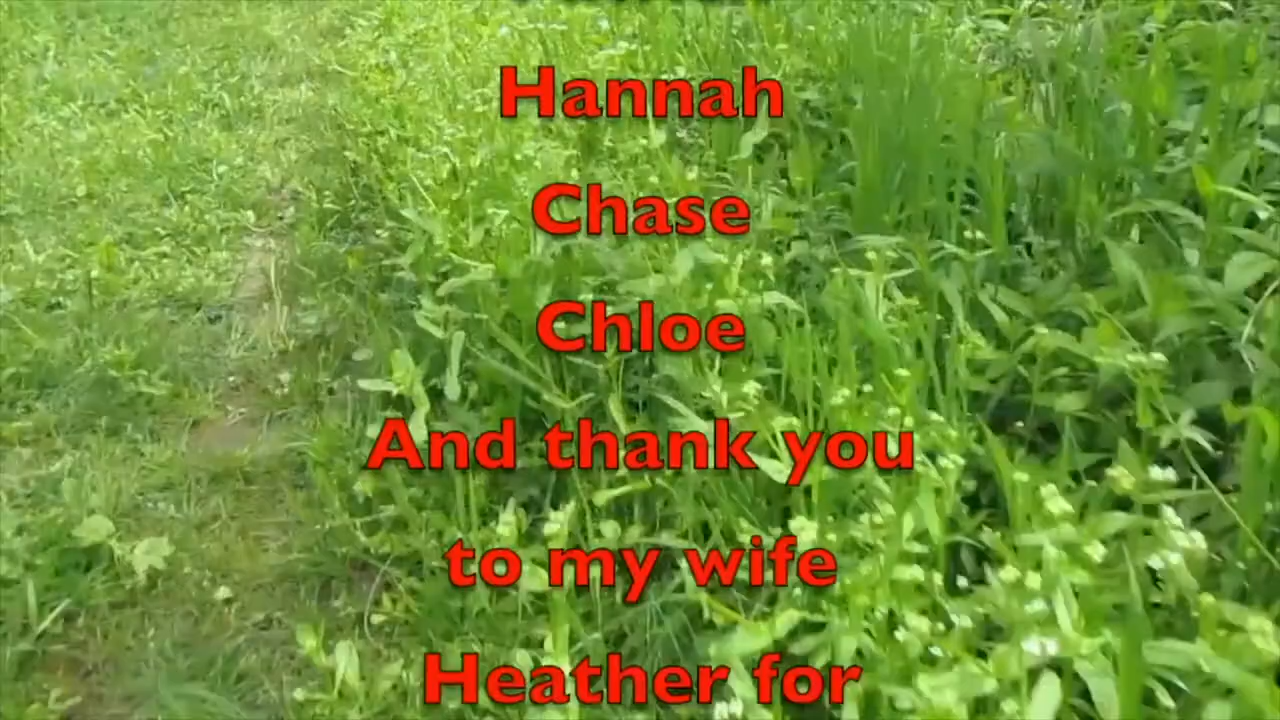 Hannah
Chase
Chloe
And thank you
to my wife
Heather for